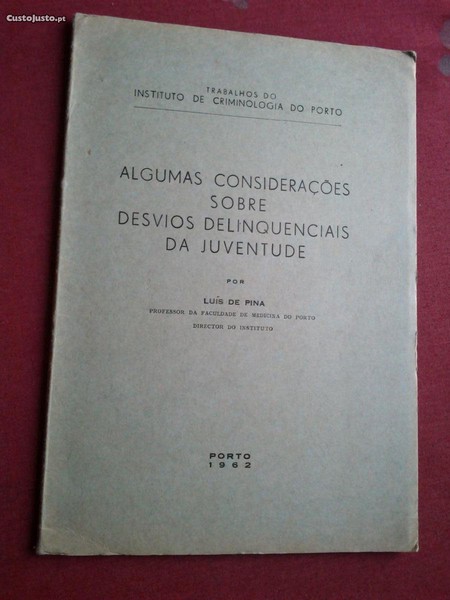 CustoJusto.pt
TRABALHOS DO
INSTITUTO DE CRIMINOLOGIA DO PORTO
ALGUMAS CONSIDERAÇÕES
SOBRE
DESVIOS DELINQUENCIAIS
DA JUVENTUDE
POR
LUÍS DE PINA
PROFESSOR DA FACULDADE DE MEDICINA DO PORTO
DIRECTOR DO INSTITUTO
PORTO
1962